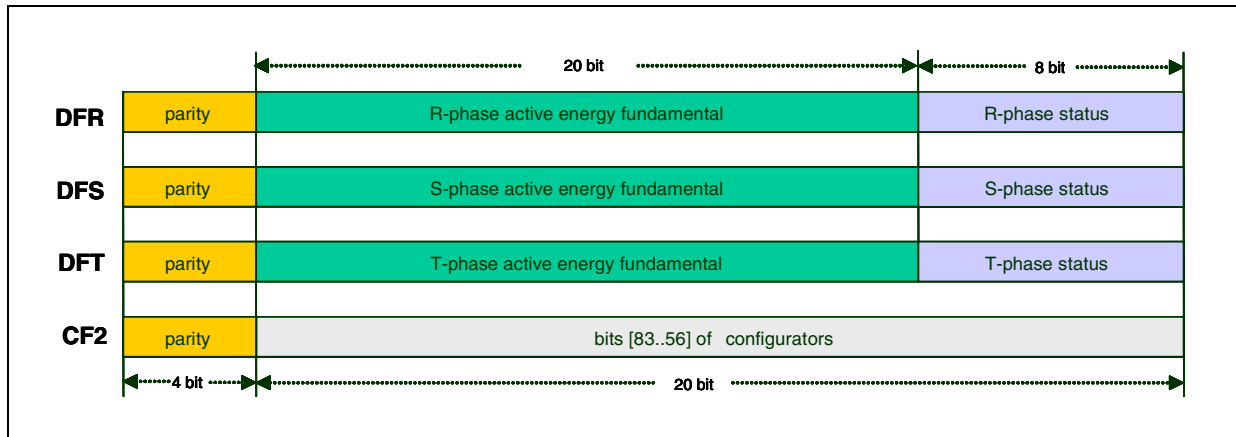 20 bit 8 bit
DFR parity R-phase active energy fundamental R-phase status
DFS parity S-phase active energy fundamental S-phase status
DFT parity T-phase active energy fundamental T-phase status
CF2 parity bits [83..56] of configurators
4 bit 20 bit